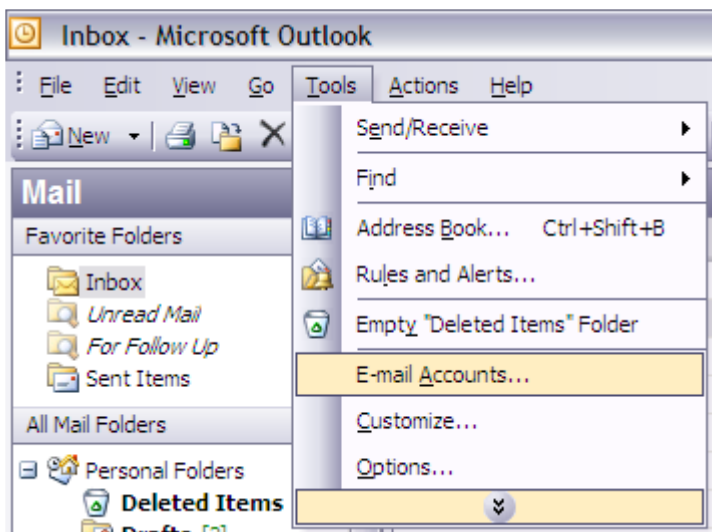 Inbox - Microsoft Outlook
File Edit View Go Tools Actions Help
New
Send/Receive
Find
Address Book... Ctrl+Shift+B
Rules and Alerts...
Empty "Deleted Items" Folder
E-mail Accounts...
Customize...
Options...
Mail
Favorite Folders
Inbox
Unread Mail
For Follow Up
Sent Items
All Mail Folders
Personal Folders
Deleted Items
Drafts [2]